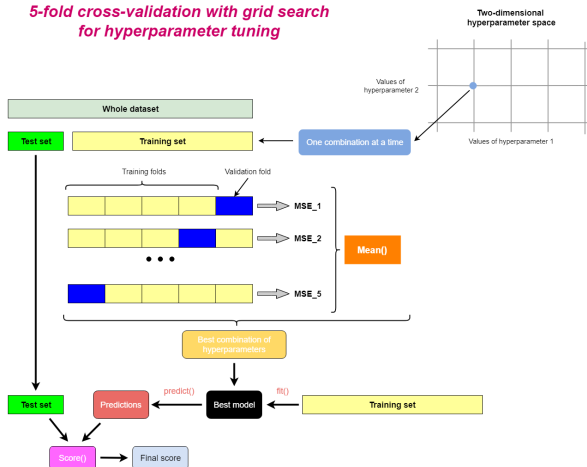 5-fold cross-validation with grid search
for hyperparameter tuning
Two-dimensional
hyperparameter space
Values of
hyperparameter 2
Values of hyperparameter 1
Whole dataset
Test set
Training set
One combination at a time
Training folds
Validation fold
MSE_1
MSE_2
MSE_5
Mean()
Best combination of
hyperparameters
predict()
fit()
Test set
Predictions
Best model
Training set
Score()
Final score